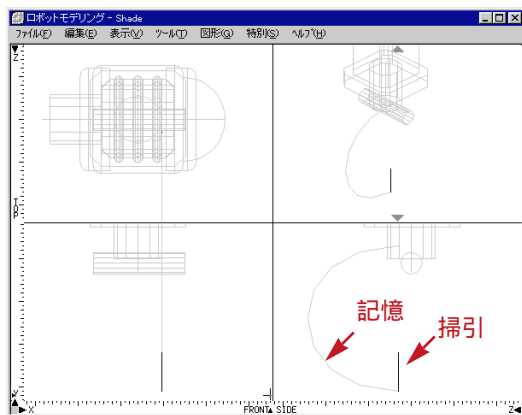 ロボットモデリング - Shade
ファイル(F) 編集(E) 表示(V) ツール(T) 図形(G) 特別(S) ヘルプ(H)
Z
TOP
記憶
掃引
Y
X FRONT SIDE Z